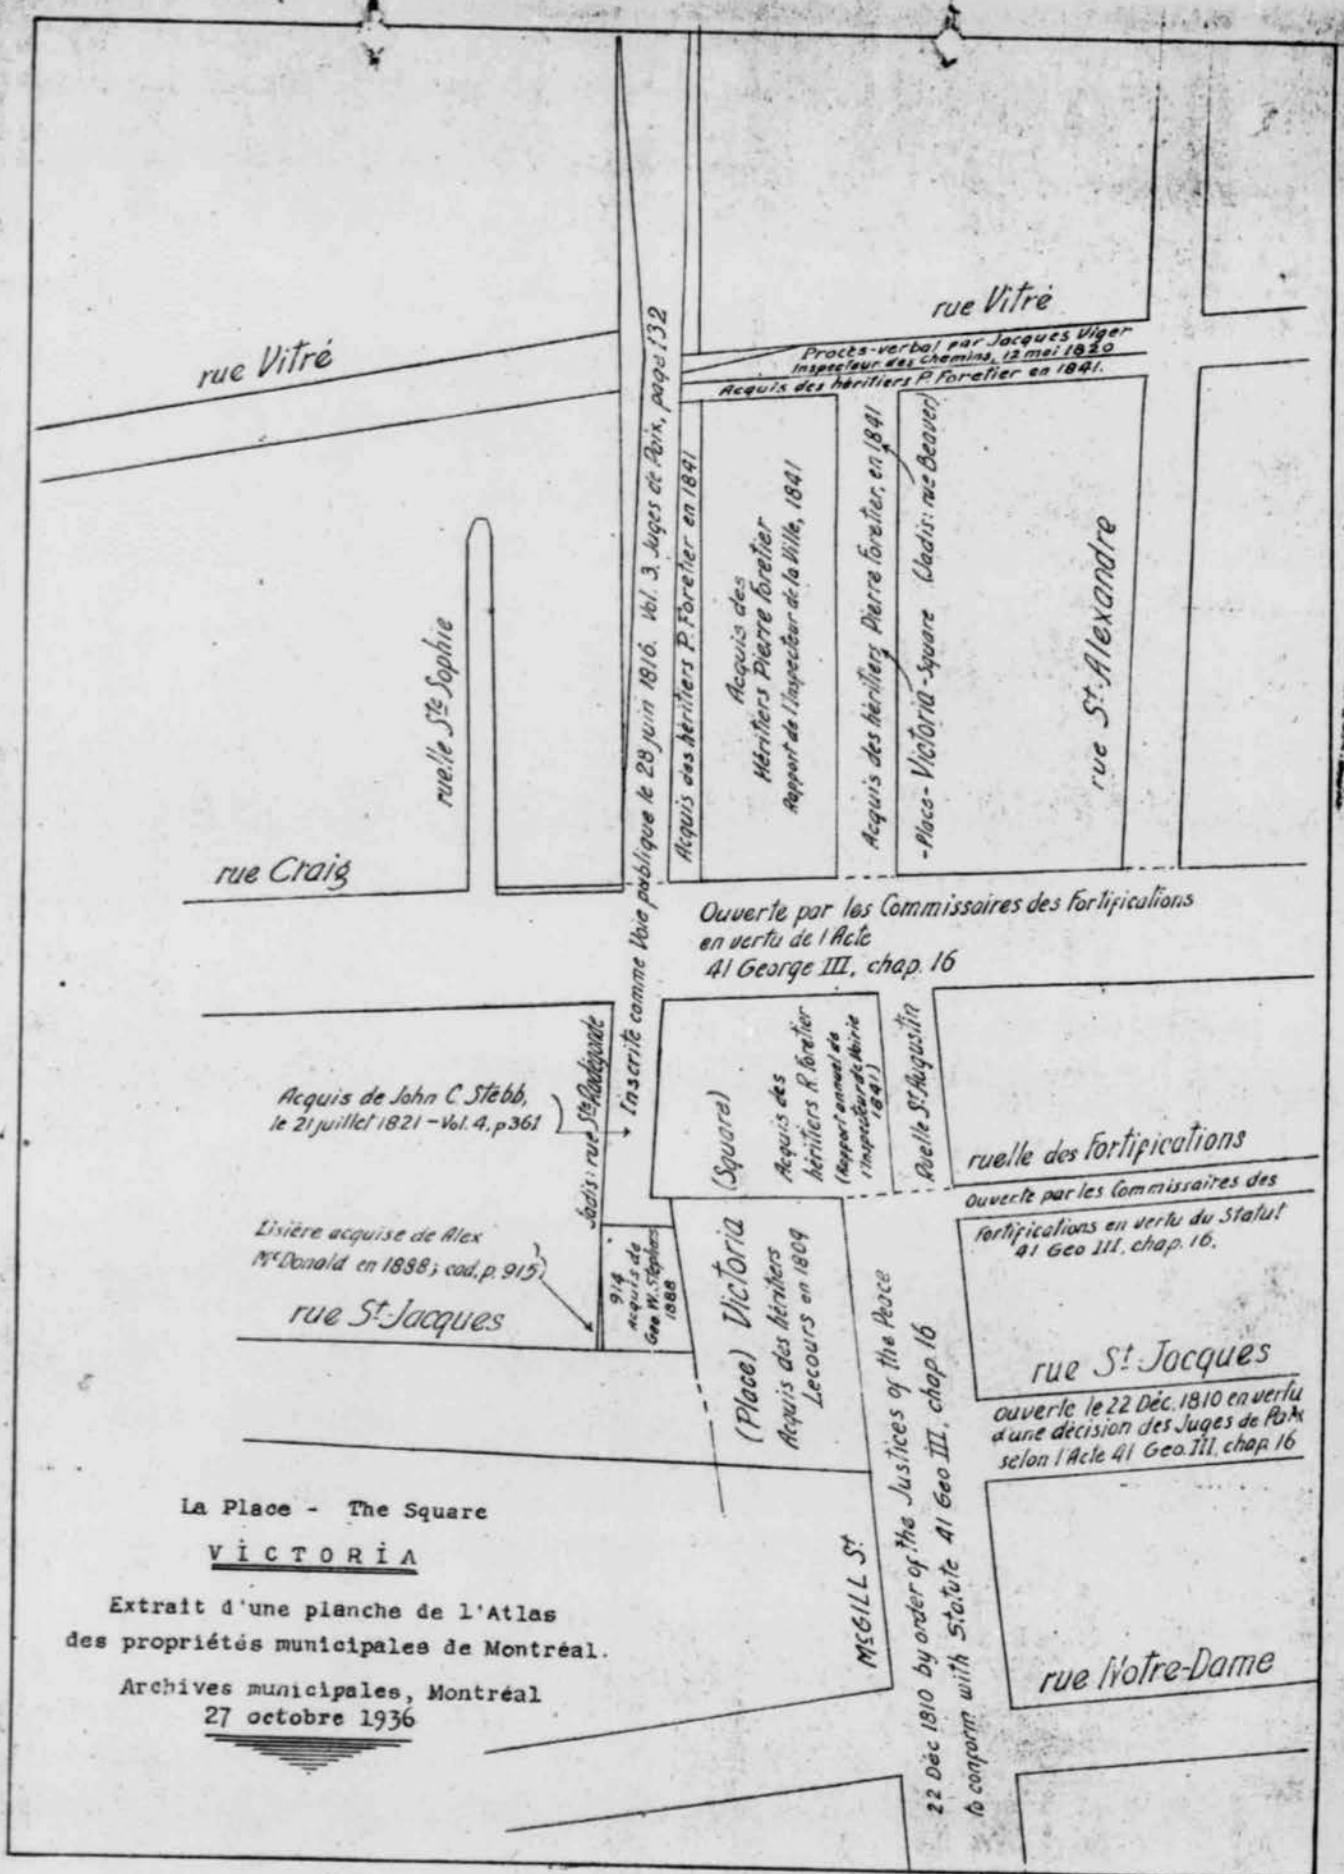 rue Vitré
rue Vitré
Procès-verbal par Jacques Viger
Inspecteur des chemins, 12 mai 1820
Acquis des héritiers P. Foretier en 1841.
Inscrite comme Voie publique le 28 juin 1816. Vol. 3. Juges de Paix, page 132
Acquis des héritiers P. Foretier en 1841
Acquis des
Héritiers Pierre Foretier
Rapport de l'Inspecteur de la Ville, 1841
Acquis des héritiers Pierre Foretier, en 1841
-Place- Victoria -Square (Jadis: rue Beaver)
rue St-Alexandre
ruelle Ste Sophie
rue Craig
Ouverte par les Commissaires des Fortifications
en vertu de l'Acte
41 George III, chap. 16
Jadis: rue Ste Radégonde
Acquis de John C. Stebb,
le 21 juillet 1821 - Vol. 4, p 361
(Square)
Acquis des
héritiers P. Foretier
(Rapport annuel de
l'Inspecteur de Voirie
1841)
Ruelle St-Augustin
ruelle des Fortifications
Ouverte par les Commissaires des
Fortifications en vertu du Statut
41 Geo III, chap. 16.
Lisière acquise de Alex
McDonald en 1888; cad. p. 915
914
Acquis de
Geo W. Stephens
1888
rue St-Jacques
(Place) Victoria
Acquis des héritiers
Lecours en 1809
rue St-Jacques
Ouverte le 22 Déc. 1810 en vertu
d'une décision des Juges de Paix
selon l'Acte 41 Geo. III, chap. 16
McGILL St
22 Déc 1810 by order of the Justices of the Peace
to conform with Statute 41 Geo III, chap. 16
rue Notre-Dame
La Place - The Square
VICTORIA
Extrait d'une planche de l'Atlas
des propriétés municipales de Montréal.
Archives municipales, Montréal
27 octobre 1936